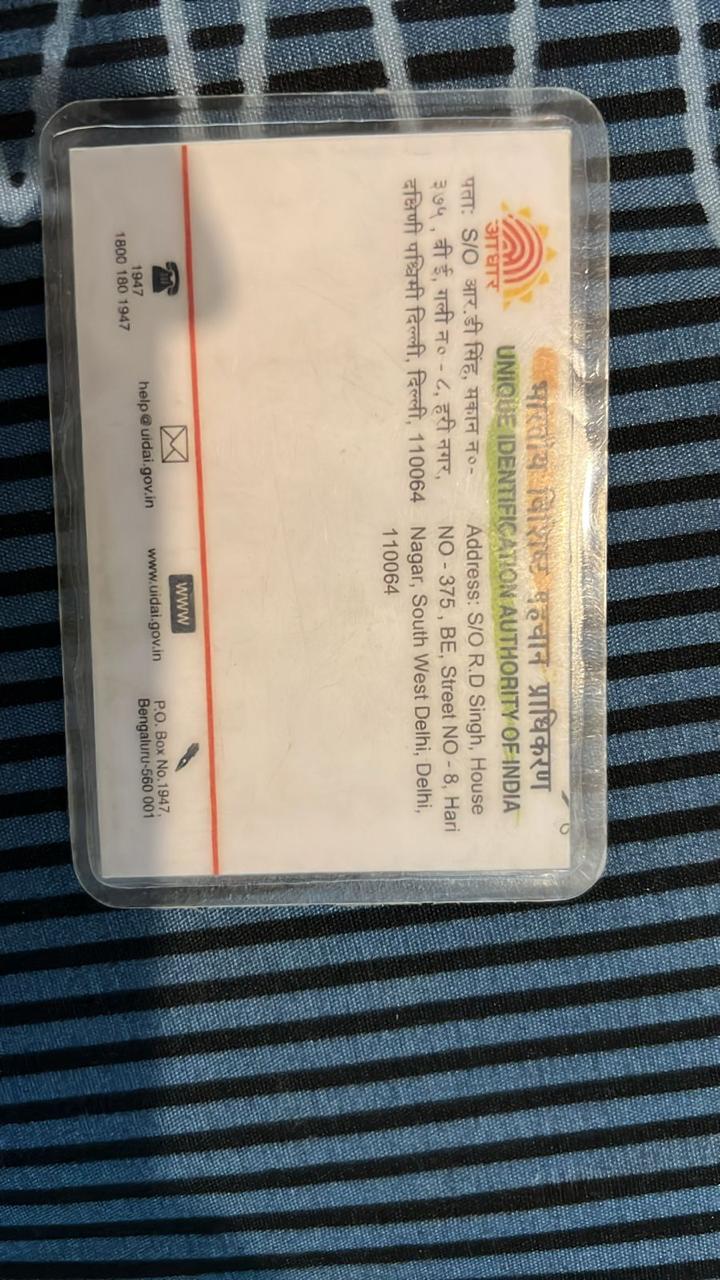 भारतीय विशिष्ट पहचान प्राधिकरण
UNIQUE IDENTIFICATION AUTHORITY OF INDIA
आधार
पता: S/O आर.डी सिंह, मकान न० -
३७५ , बी ई, गली न० - ८, हरी नगर,
दक्षिणी पश्चिमी दिल्ली, दिल्ली, 110064
Address: S/O R.D Singh, House
NO - 375 , BE, Street NO - 8, Hari
Nagar, South West Delhi, Delhi,
110064
1947
1800 180 1947
help@uidai.gov.in
WWW
www.uidai.gov.in
P.O. Box No.1947,
Bengaluru-560 001